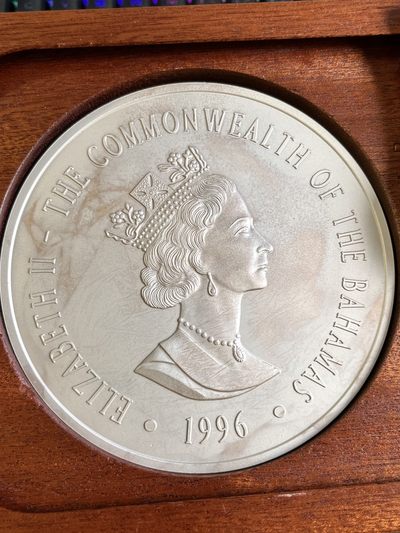 ELIZABETH II - THE COMMONWEALTH OF THE BAHAMAS
• 1996 •